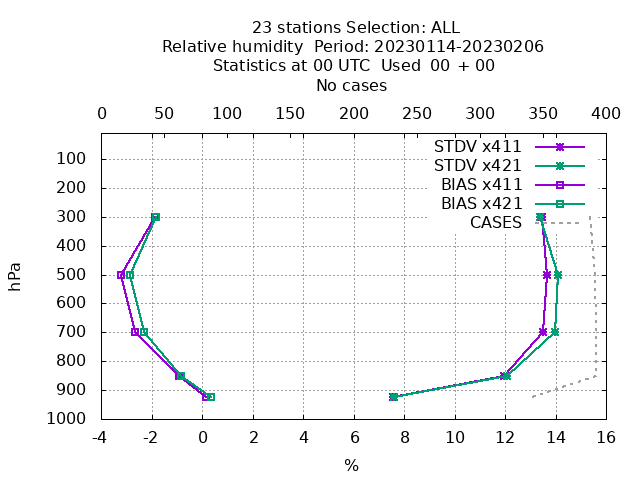 23 stations Selection: ALL
Relative humidity  Period: 20230114-20230206
Statistics at 00 UTC  Used  00 + 00
No cases
0 50 100 150 200 250 300 350 400
STDV x411
STDV x421
BIAS x411
BIAS x421
CASES
100
200
300
400
500
600
700
800
900
1000
hPa
-4 -2 0 2 4 6 8 10 12 14 16
%